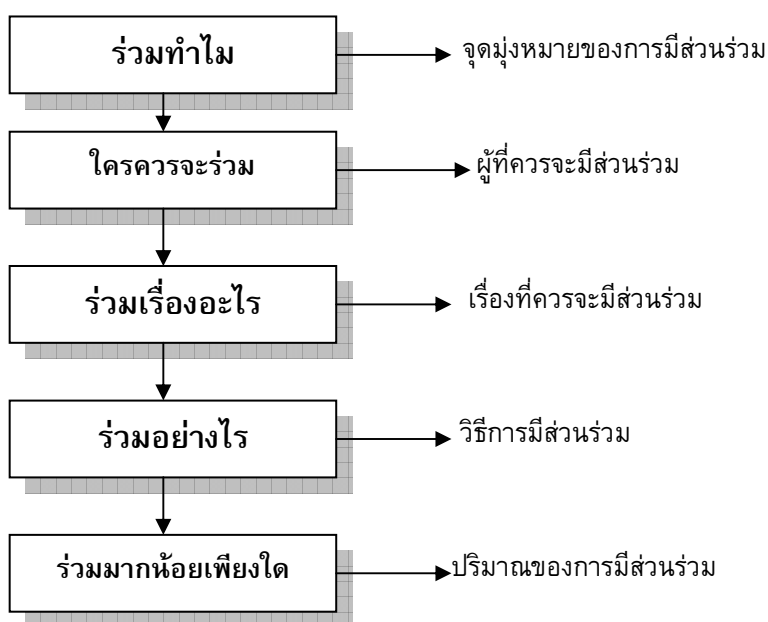 ร่วมทำไม
จุดมุ่งหมายของการมีส่วนร่วม
ใครควรจะร่วม
ผู้ที่ควรจะมีส่วนร่วม
ร่วมเรื่องอะไร
เรื่องที่ควรจะมีส่วนร่วม
ร่วมอย่างไร
วิธีการมีส่วนร่วม
ร่วมมากน้อยเพียงใด
ปริมาณของการมีส่วนร่วม